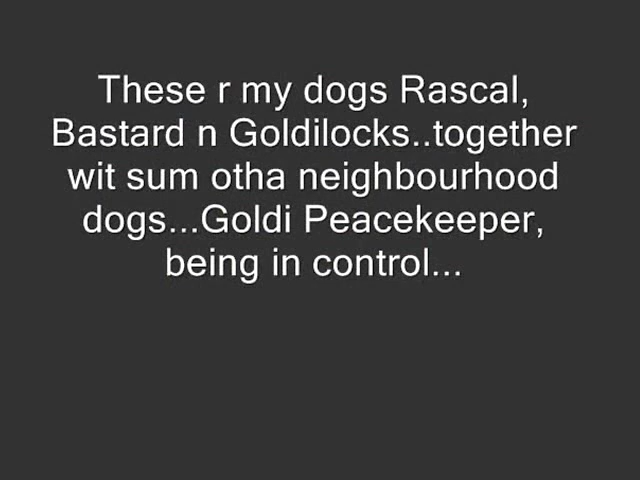 These r my dogs Rascal,
Bastard n Goldilocks..together
wit sum otha neighbourhood
dogs...Goldi Peacekeeper,
being in control...